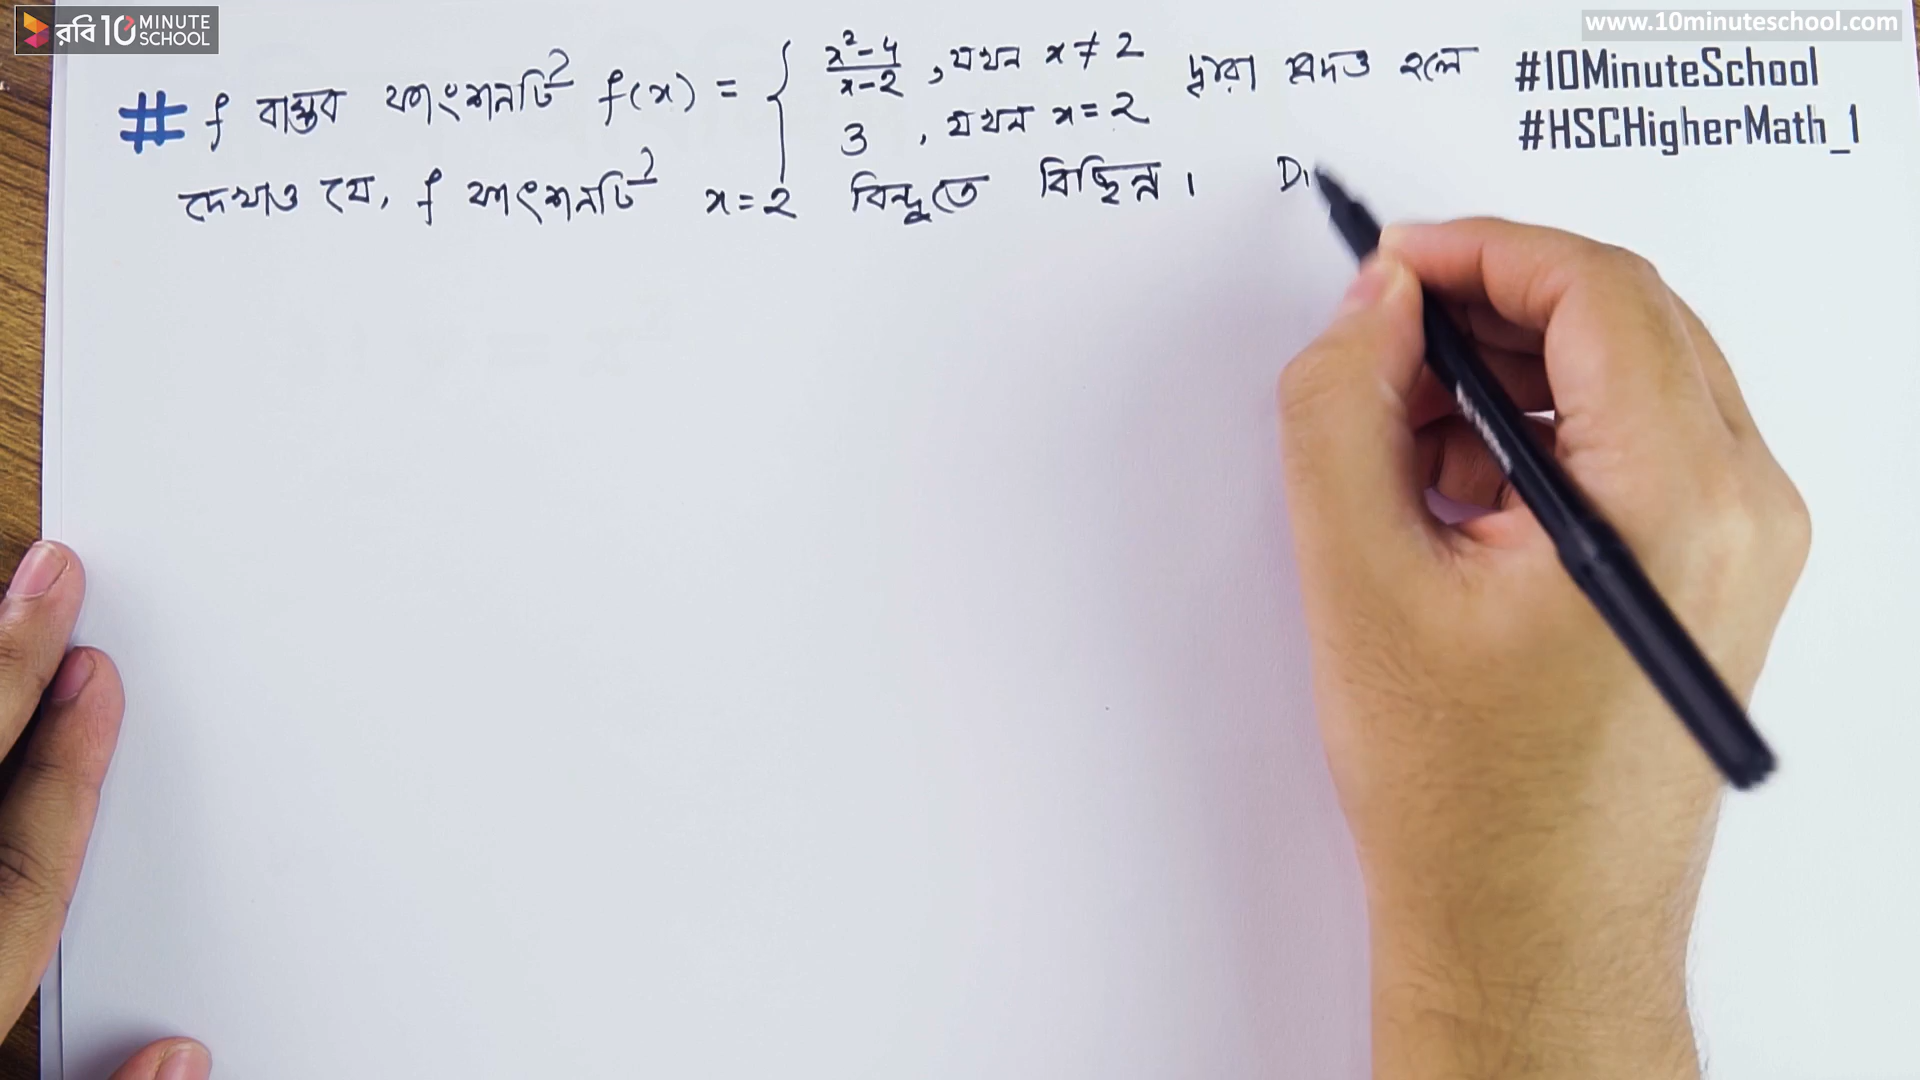 রবি 10 MINUTE SCHOOL
www.10minuteschool.com
# f বাস্তব ফাংশনটি f(x) = { x²-4/x-2 , যখন x ≠ 2 দ্বারা প্রদত্ত হলে
3 , যখন x = 2
দেখাও যে, f ফাংশনটি x = 2 বিন্দুতে বিচ্ছিন্ন। Di
#10MinuteSchool
#HSCHigherMath_1